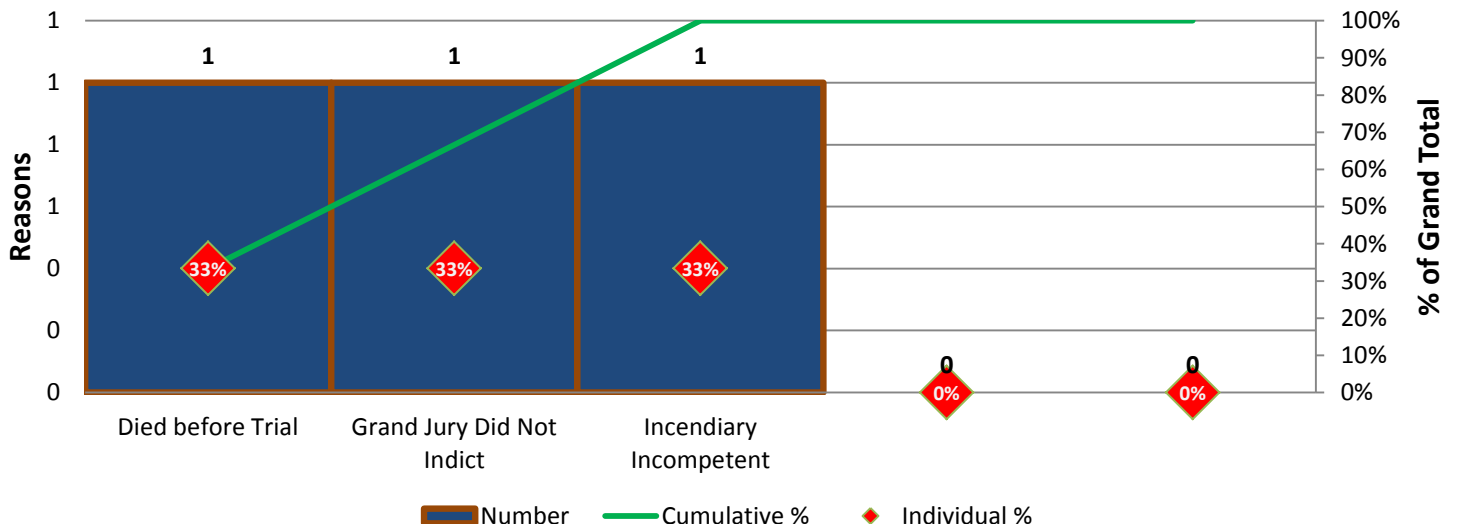 1
1
1
1
0
0
0
Reasons
1
1
1
0
0
33%
33%
33%
0%
0%
100%
90%
80%
70%
60%
50%
40%
30%
20%
10%
0%
% of Grand Total
Died before Trial
Grand Jury Did Not
Indict
Incendiary
Incompetent
Number
Cumulative %
Individual %